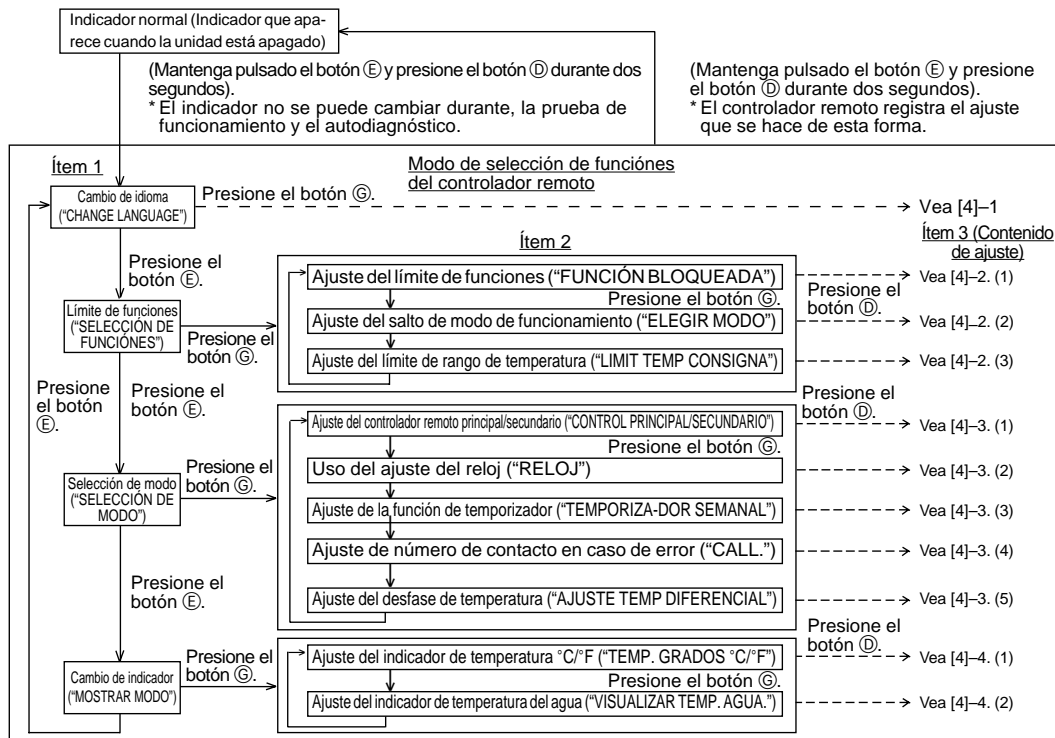 Indicador normal (Indicador que apa-
rece cuando la unidad está apagado)
(Mantenga pulsado el botón Ⓔ y presione el botón Ⓓ durante dos
segundos).
* El indicador no se puede cambiar durante, la prueba de
funcionamiento y el autodiagnóstico.
(Mantenga pulsado el botón Ⓔ y presione
el botón Ⓓ durante dos segundos).
* El controlador remoto registra el ajuste
que se hace de esta forma.
Ítem 1
Modo de selección de funciónes
del controlador remoto
Cambio de idioma
(“CHANGE LANGUAGE”)
Presione el botón Ⓖ.
Vea [4]–1
Ítem 2
Ítem 3 (Contenido
de ajuste)
Presione el
botón Ⓔ.
Ajuste del límite de funciones (“FUNCIÓN BLOQUEADA”)
Vea [4]–2. (1)
Presione el botón Ⓖ.
Presione el
botón Ⓓ.
Límite de funciones
(“SELECCIÓN DE
FUNCIÓNES”)
Presione el
botón Ⓖ.
Ajuste del salto de modo de funcionamiento (“ELEGIR MODO”)
Vea [4]–2. (2)
Ajuste del límite de rango de temperatura (“LIMIT TEMP CONSIGNA”)
Vea [4]–2. (3)
Presione
el botón
Ⓔ.
Presione el
botón Ⓔ.
Presione el
botón Ⓓ.
Ajuste del controlador remoto principal/secundario (“CONTROL PRINCIPAL/SECUNDARIO”)
Vea [4]–3. (1)
Presione el botón Ⓖ.
Selección de modo
(“SELECCIÓN DE
MODO”)
Presione el
botón Ⓖ.
Uso del ajuste del reloj (“RELOJ”)
Vea [4]–3. (2)
Ajuste de la función de temporizador (“TEMPORIZA-DOR SEMANAL”)
Vea [4]–3. (3)
Ajuste de número de contacto en caso de error (“CALL.”)
Vea [4]–3. (4)
Presione el
botón Ⓔ.
Ajuste del desfase de temperatura (“AJUSTE TEMP DIFERENCIAL”)
Vea [4]–3. (5)
Presione el
botón Ⓓ.
Cambio de indicador
(“MOSTRAR MODO”)
Presione el
botón Ⓖ.
Ajuste del indicador de temperatura °C/°F (“TEMP. GRADOS °C/°F”)
Vea [4]–4. (1)
Presione el botón Ⓖ.
Ajuste del indicador de temperatura del agua (“VISUALIZAR TEMP. AGUA.”)
Vea [4]–4. (2)